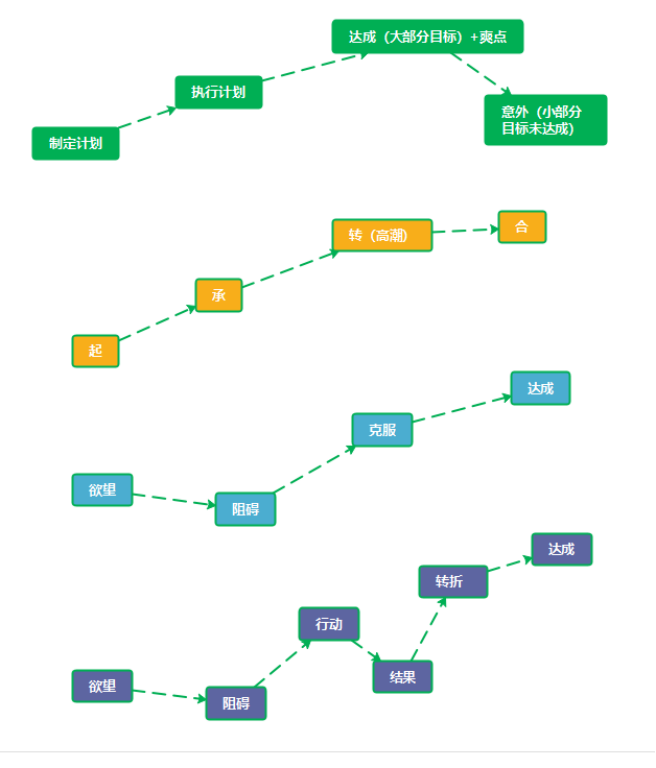 达成（大部分目标）+爽点
执行计划
意外（小部分
目标未达成）
制定计划
合
转（高潮）
承
起
达成
克服
欲望
阻碍
达成
转折
行动
结果
欲望
阻碍